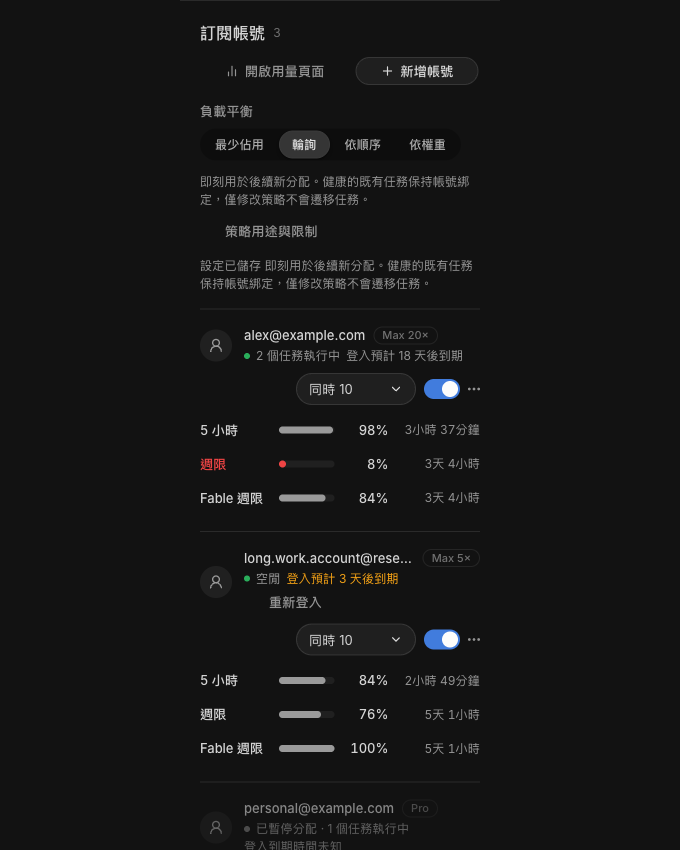 訂閱帳號 3
開啟用量頁面
+ 新增帳號
負載平衡
最少佔用 輪詢 依順序 依權重
即刻用於後續新分配。健康的既有任務保持帳號綁
定，僅修改策略不會遷移任務。
策略用途與限制
設定已儲存 即刻用於後續新分配。健康的既有任務
保持帳號綁定，僅修改策略不會遷移任務。
alex@example.com Max 20×
2 個任務執行中 登入預計 18 天後到期
同時 10
5 小時 98% 3小時 37分鐘
週限 8% 3天 4小時
Fable 週限 84% 3天 4小時
long.work.account@rese... Max 5×
空閒 登入預計 3 天後到期
重新登入
同時 10
5 小時 84% 2小時 49分鐘
週限 76% 5天 1小時
Fable 週限 100% 5天 1小時
personal@example.com Pro
已暫停分配 · 1 個任務執行中
登入到期時間未知